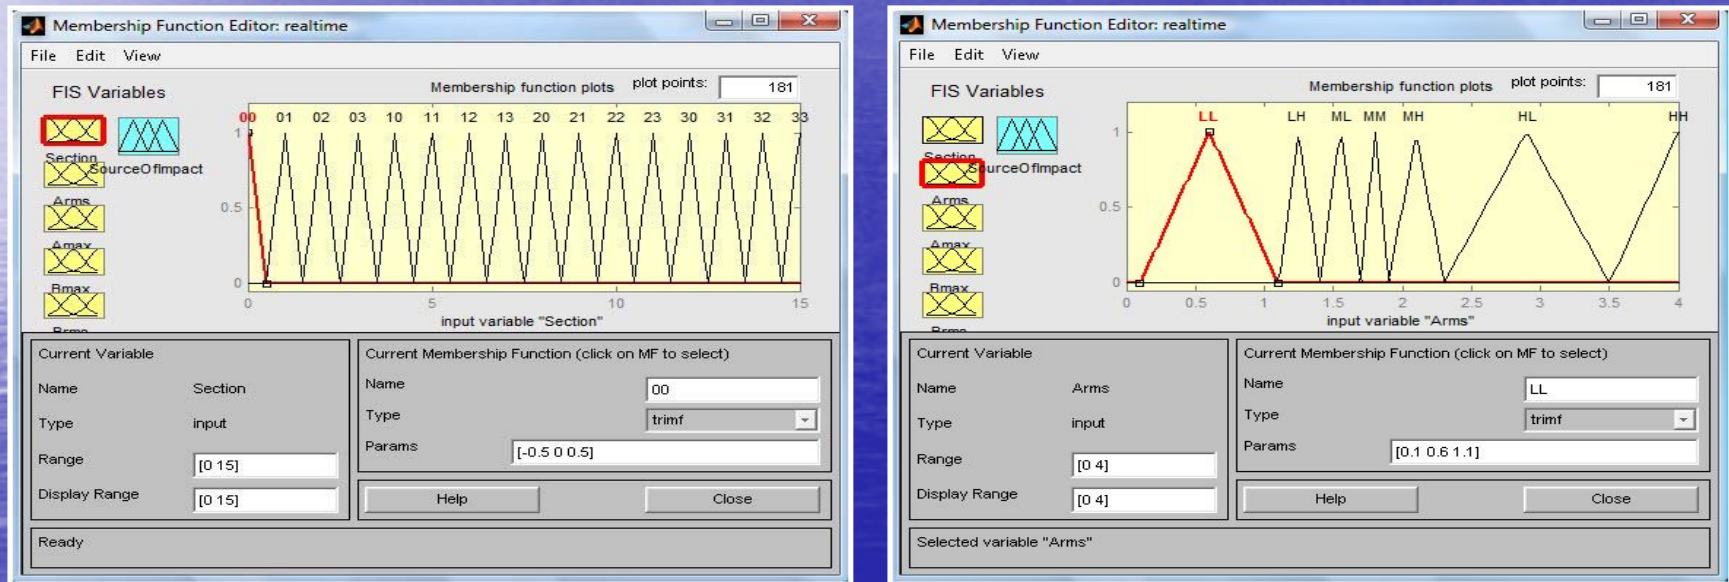 Membership Function Editor: realtime
File Edit View
FIS Variables
Membership function plots plot points: 181
Section
SourceOfImpact
Arms
Amax
Bmax
Brms
00 01 02 03 10 11 12 13 20 21 22 23 30 31 32 33
1
0.5
0
0 5 10 15
input variable "Section"
Current Variable
Name Section
Type input
Range [0 15]
Display Range [0 15]
Current Membership Function (click on MF to select)
Name 00
Type trimf
Params [-0.5 0 0.5]
Help Close
Ready
Membership Function Editor: realtime
File Edit View
FIS Variables
Membership function plots plot points: 181
Section
SourceOfImpact
Arms
Amax
Bmax
Brms
LL LH ML MM MH HL HH
1
0.5
0
0 0.5 1 1.5 2 2.5 3 3.5 4
input variable "Arms"
Current Variable
Name Arms
Type input
Range [0 4]
Display Range [0 4]
Current Membership Function (click on MF to select)
Name LL
Type trimf
Params [0.1 0.6 1.1]
Help Close
Selected variable "Arms"